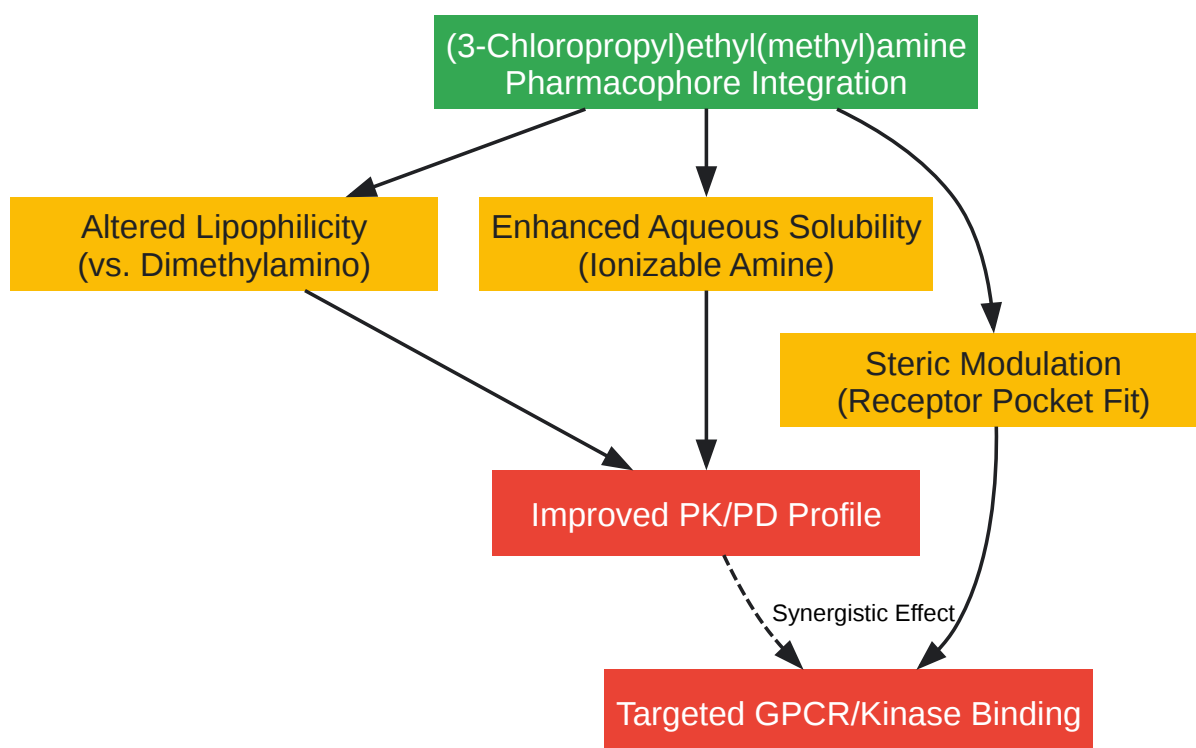 (3-Chloropropyl)ethyl(methyl)amine
Pharmacophore Integration
Altered Lipophilicity
(vs. Dimethylamino)
Enhanced Aqueous Solubility
(Ionizable Amine)
Steric Modulation
(Receptor Pocket Fit)
Improved PK/PD Profile
Synergistic Effect
Targeted GPCR/Kinase Binding